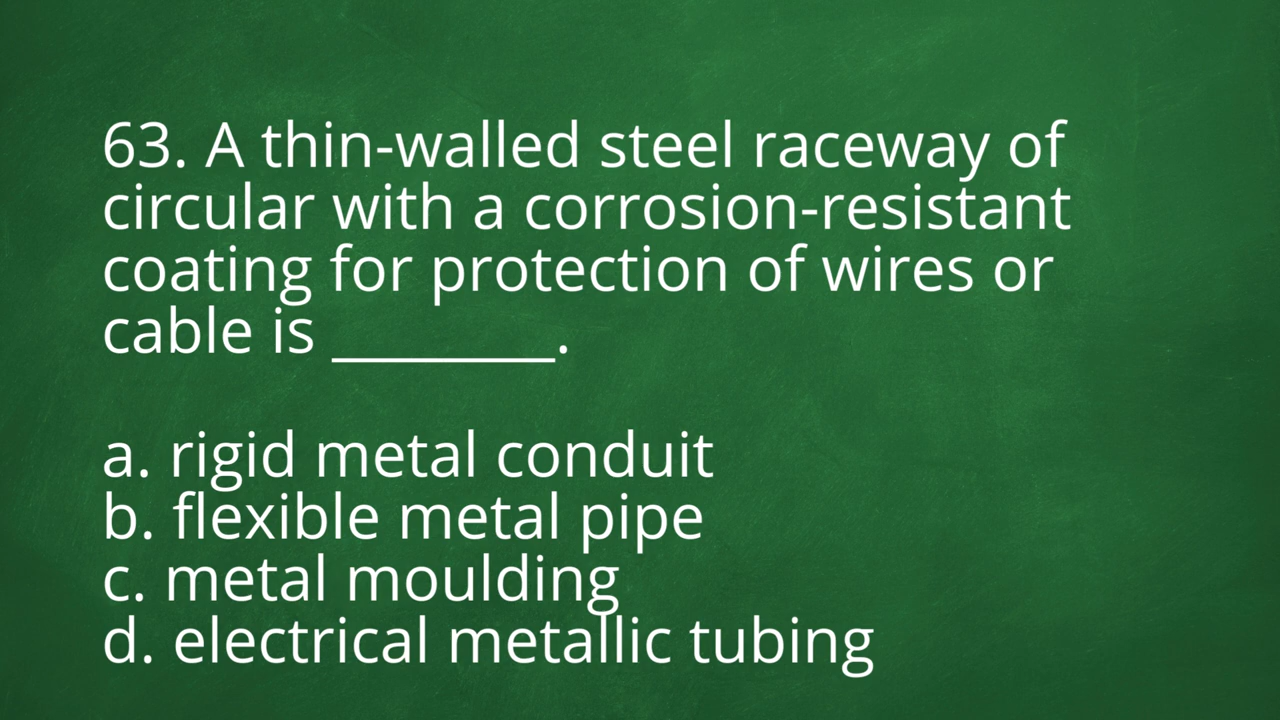 63. A thin-walled steel raceway of
circular with a corrosion-resistant
coating for protection of wires or
cable is ________.
a. rigid metal conduit
b. flexible metal pipe
c. metal moulding
d. electrical metallic tubing